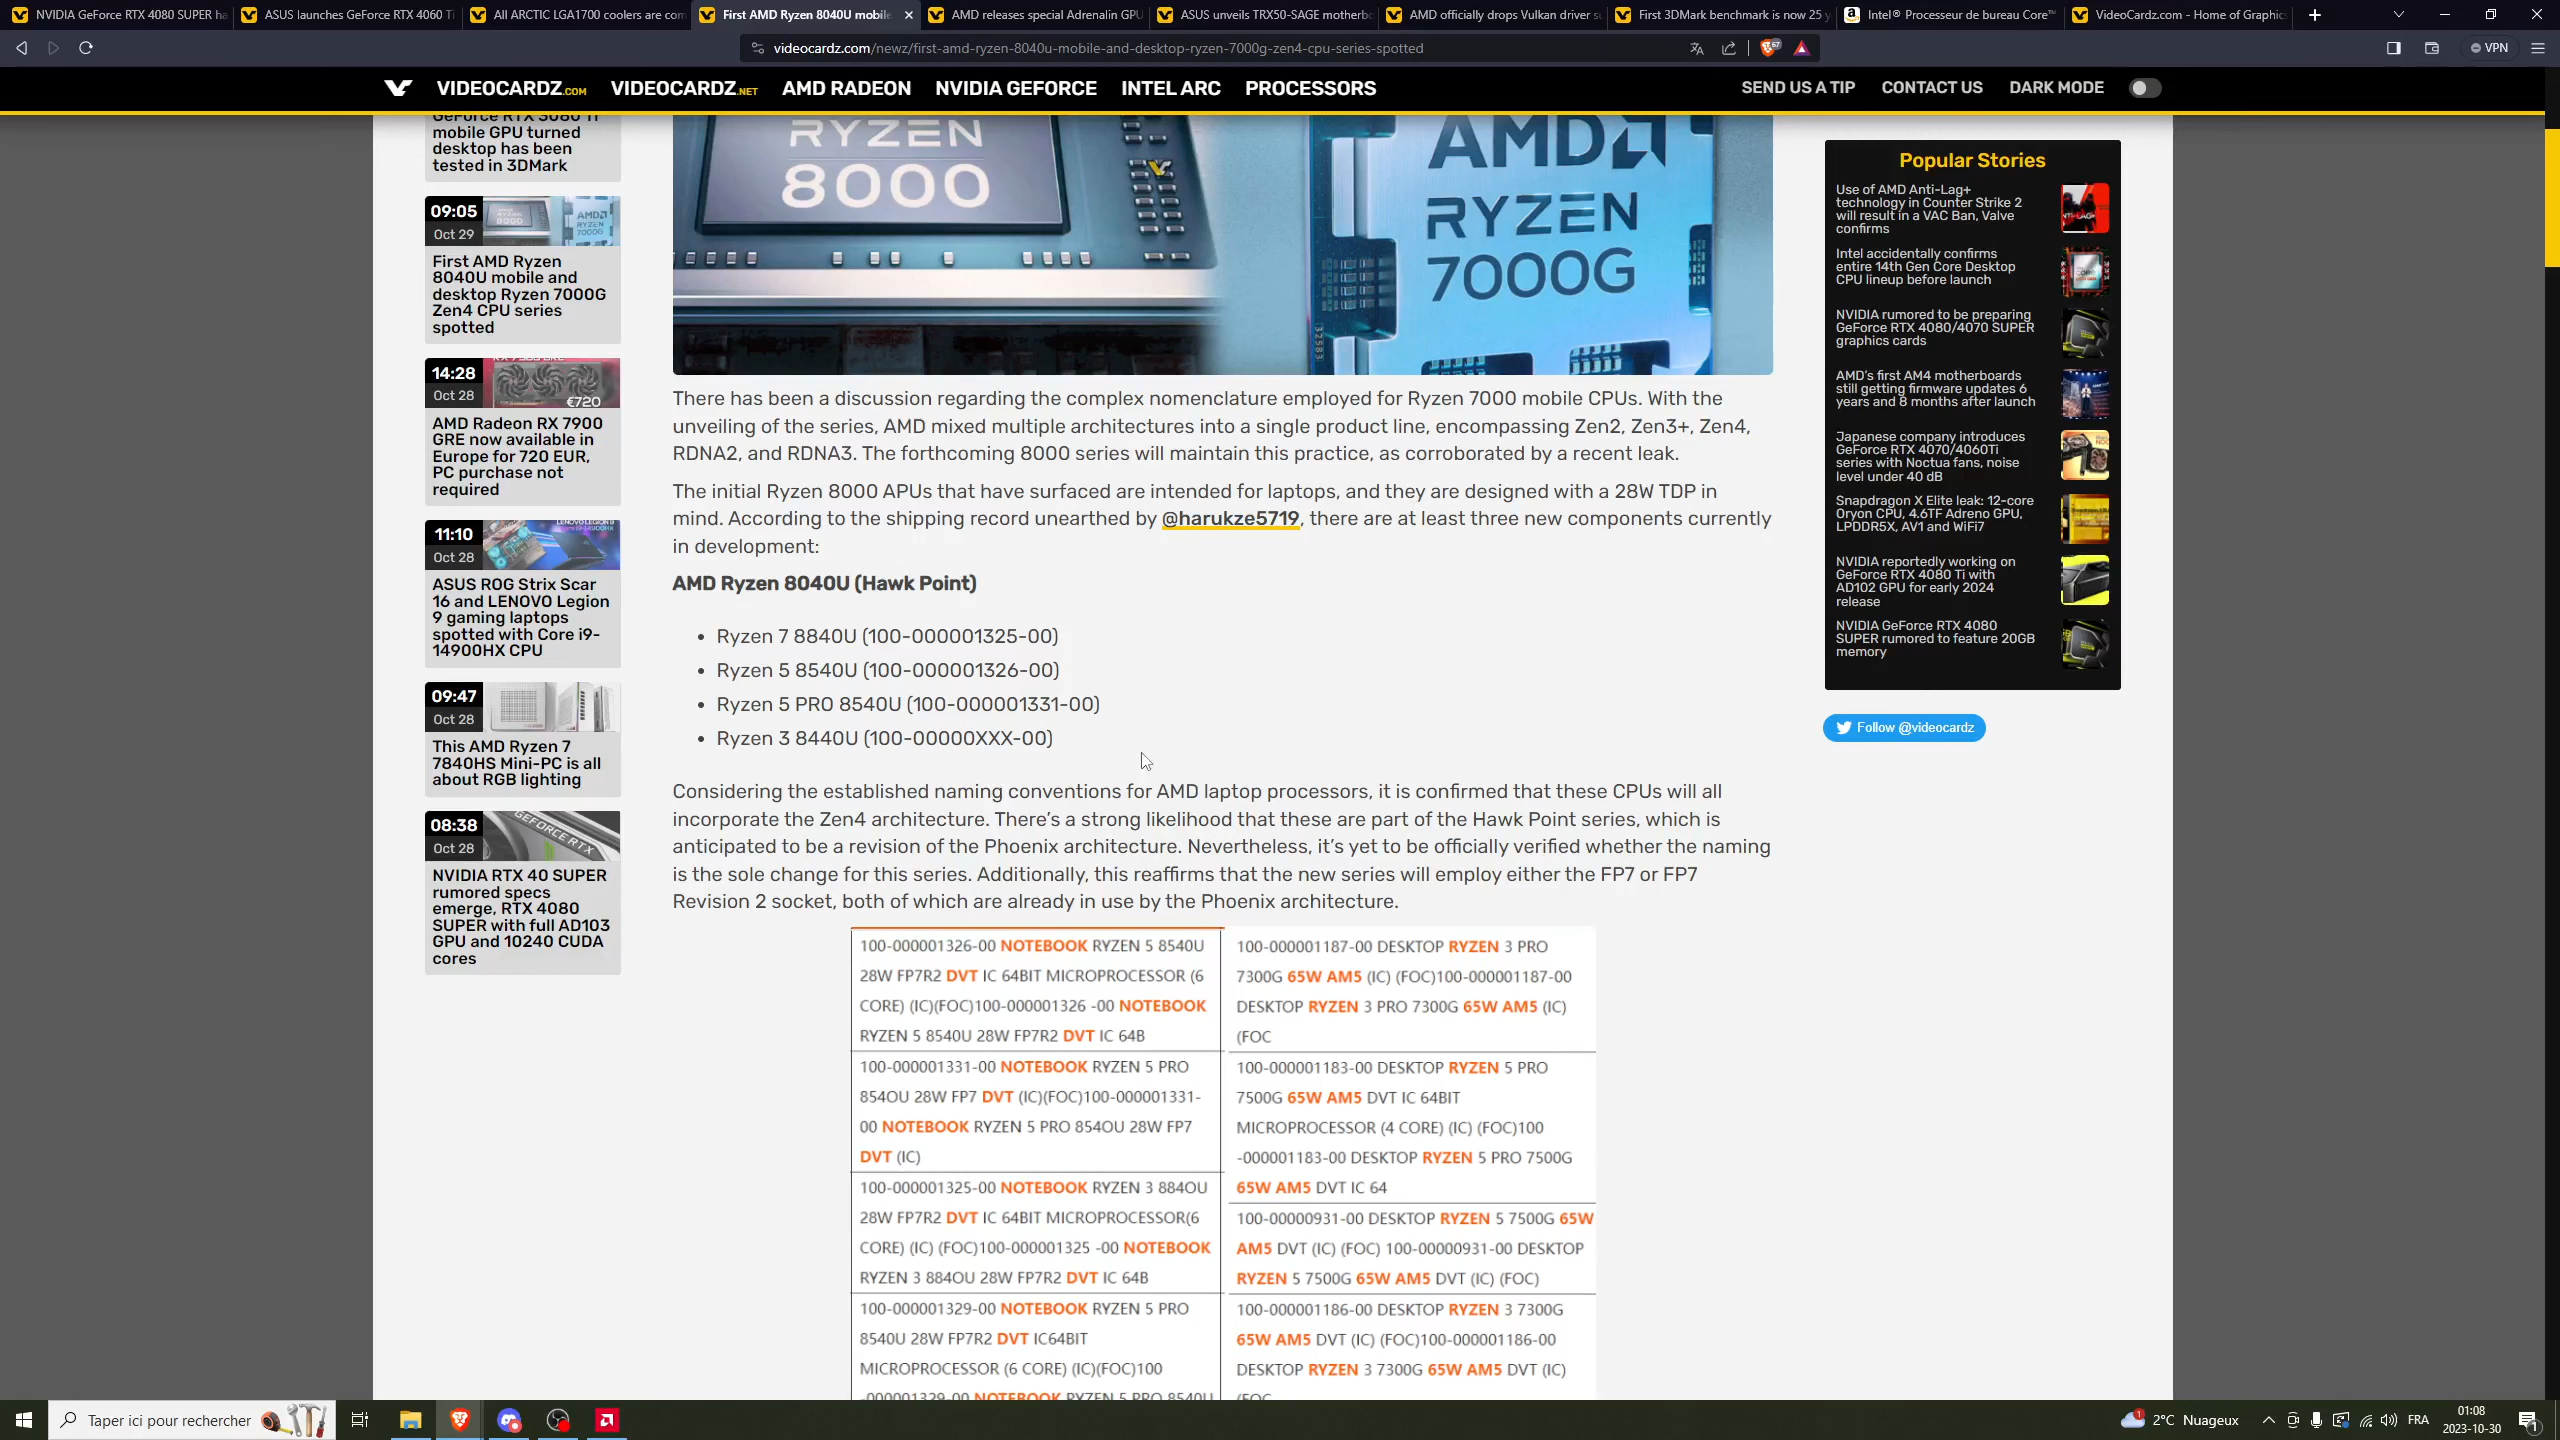 NVIDIA GeForce RTX 4080 SUPER ha
ASUS launches GeForce RTX 4060 Ti
All ARCTIC LGA1700 coolers are com
First AMD Ryzen 8040U mobile
AMD releases special Adrenalin GPU
ASUS unveils TRX50-SAGE motherbo
AMD officially drops Vulkan driver su
First 3DMark benchmark is now 25 y
Intel® Processeur de bureau Core™
VideoCardz.com - Home of Graphics
videocardz.com/newz/first-amd-ryzen-8040u-mobile-and-desktop-ryzen-7000g-zen4-cpu-series-spotted
67
VPN
VIDEOCARDZ.COM
VIDEOCARDZ.NET
AMD RADEON
NVIDIA GEFORCE
INTEL ARC
PROCESSORS
SEND US A TIP
CONTACT US
DARK MODE
GeForce RTX 3080 Ti
mobile GPU turned
desktop has been
tested in 3DMark
09:05
Oct 29
First AMD Ryzen
8040U mobile and
desktop Ryzen 7000G
Zen4 CPU series
spotted
14:28
Oct 28
€720
AMD Radeon RX 7900
GRE now available in
Europe for 720 EUR,
PC purchase not
required
11:10
Oct 28
ASUS ROG Strix Scar
16 and LENOVO Legion
9 gaming laptops
spotted with Core i9-
14900HX CPU
09:47
Oct 28
This AMD Ryzen 7
7840HS Mini-PC is all
about RGB lighting
08:38
Oct 28
GEFORCE RTX
NVIDIA RTX 40 SUPER
rumored specs
emerge, RTX 4080
SUPER with full AD103
GPU and 10240 CUDA
cores
RYZEN
8000
AMD
RYZEN
7000G
There has been a discussion regarding the complex nomenclature employed for Ryzen 7000 mobile CPUs. With the
unveiling of the series, AMD mixed multiple architectures into a single product line, encompassing Zen2, Zen3+, Zen4,
RDNA2, and RDNA3. The forthcoming 8000 series will maintain this practice, as corroborated by a recent leak.
The initial Ryzen 8000 APUs that have surfaced are intended for laptops, and they are designed with a 28W TDP in
mind. According to the shipping record unearthed by @harukze5719, there are at least three new components currently
in development:
AMD Ryzen 8040U (Hawk Point)
• Ryzen 7 8840U (100-000001325-00)
• Ryzen 5 8540U (100-000001326-00)
• Ryzen 5 PRO 8540U (100-000001331-00)
• Ryzen 3 8440U (100-00000XXX-00)
Considering the established naming conventions for AMD laptop processors, it is confirmed that these CPUs will all
incorporate the Zen4 architecture. There's a strong likelihood that these are part of the Hawk Point series, which is
anticipated to be a revision of the Phoenix architecture. Nevertheless, it's yet to be officially verified whether the naming
is the sole change for this series. Additionally, this reaffirms that the new series will employ either the FP7 or FP7
Revision 2 socket, both of which are already in use by the Phoenix architecture.
100-000001326-00 NOTEBOOK RYZEN 5 8540U
28W FP7R2 DVT IC 64BIT MICROPROCESSOR (6
CORE) (IC)(FOC)100-000001326 -00 NOTEBOOK
RYZEN 5 8540U 28W FP7R2 DVT IC 64B
100-000001331-00 NOTEBOOK RYZEN 5 PRO
854OU 28W FP7 DVT (IC)(FOC)100-000001331-
00 NOTEBOOK RYZEN 5 PRO 854OU 28W FP7
DVT (IC)
100-000001325-00 NOTEBOOK RYZEN 3 884OU
28W FP7R2 DVT IC 64BIT MICROPROCESSOR(6
CORE) (IC) (FOC)100-000001325 -00 NOTEBOOK
RYZEN 3 884OU 28W FP7R2 DVT IC 64B
100-000001329-00 NOTEBOOK RYZEN 5 PRO
8540U 28W FP7R2 DVT IC64BIT
MICROPROCESSOR (6 CORE) (IC)(FOC)100
-000001329-00 NOTEBOOK RYZEN 5 PRO 8540U
100-000001187-00 DESKTOP RYZEN 3 PRO
7300G 65W AM5 (IC) (FOC)100-000001187-00
DESKTOP RYZEN 3 PRO 7300G 65W AM5 (IC)
(FOC
100-000001183-00 DESKTOP RYZEN 5 PRO
7500G 65W AM5 DVT IC 64BIT
MICROPROCESSOR (4 CORE) (IC) (FOC)100
-000001183-00 DESKTOP RYZEN 5 PRO 7500G
65W AM5 DVT IC 64
100-00000931-00 DESKTOP RYZEN 5 7500G 65W
AM5 DVT (IC) (FOC) 100-00000931-00 DESKTOP
RYZEN 5 7500G 65W AM5 DVT (IC) (FOC)
100-000001186-00 DESKTOP RYZEN 3 7300G
65W AM5 DVT (IC) (FOC)100-000001186-00
DESKTOP RYZEN 3 7300G 65W AM5 DVT (IC)
(FOC
Popular Stories
Use of AMD Anti-Lag+
technology in Counter Strike 2
will result in a VAC Ban, Valve
confirms
Intel accidentally confirms
entire 14th Gen Core Desktop
CPU lineup before launch
NVIDIA rumored to be preparing
GeForce RTX 4080/4070 SUPER
graphics cards
AMD's first AM4 motherboards
still getting firmware updates 6
years and 8 months after launch
Japanese company introduces
GeForce RTX 4070/4060Ti
series with Noctua fans, noise
level under 40 dB
Snapdragon X Elite leak: 12-core
Oryon CPU, 4.6TF Adreno GPU,
LPDDR5X, AV1 and WiFi7
NVIDIA reportedly working on
GeForce RTX 4080 Ti with
AD102 GPU for early 2024
release
NVIDIA GeForce RTX 4080
SUPER rumored to feature 20GB
memory
Follow @videocardz
Taper ici pour rechercher
2°C Nuageux
FRA
01:08
2023-10-30